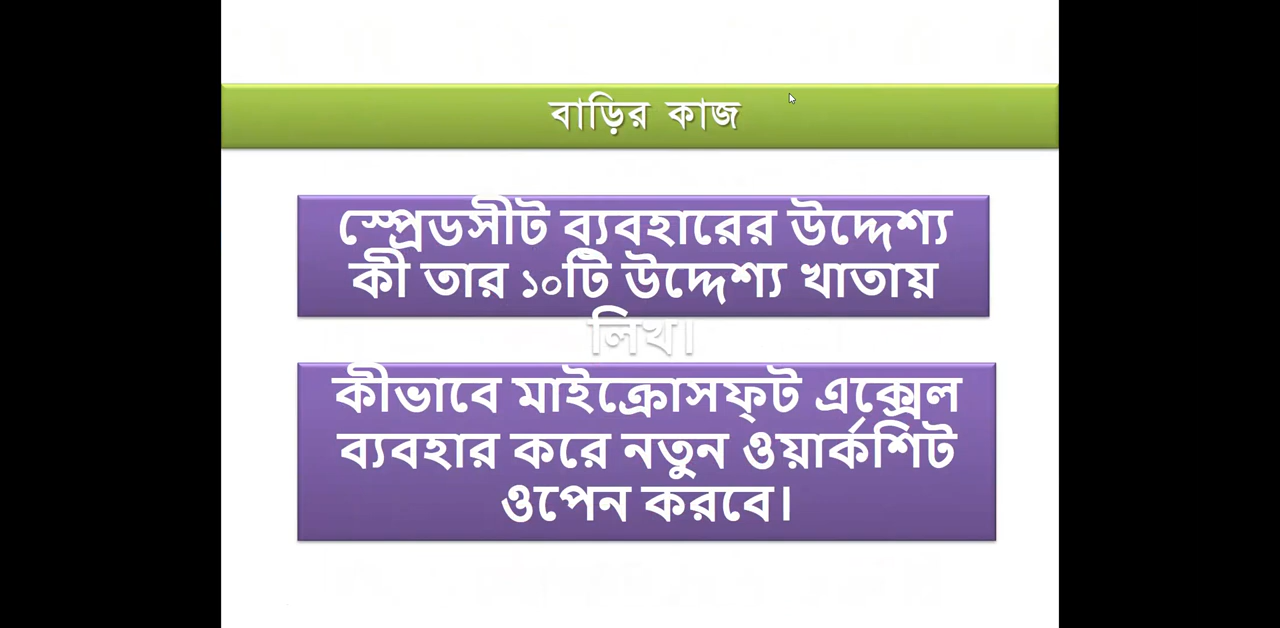 বাড়ির কাজ
স্প্রেডসীট ব্যবহারের উদ্দেশ্য
কী তার ১০টি উদ্দেশ্য খাতায়
লিখ।
কীভাবে মাইক্রোসফ্‌ট এক্সেল
ব্যবহার করে নতুন ওয়ার্কশিট
ওপেন করবে।